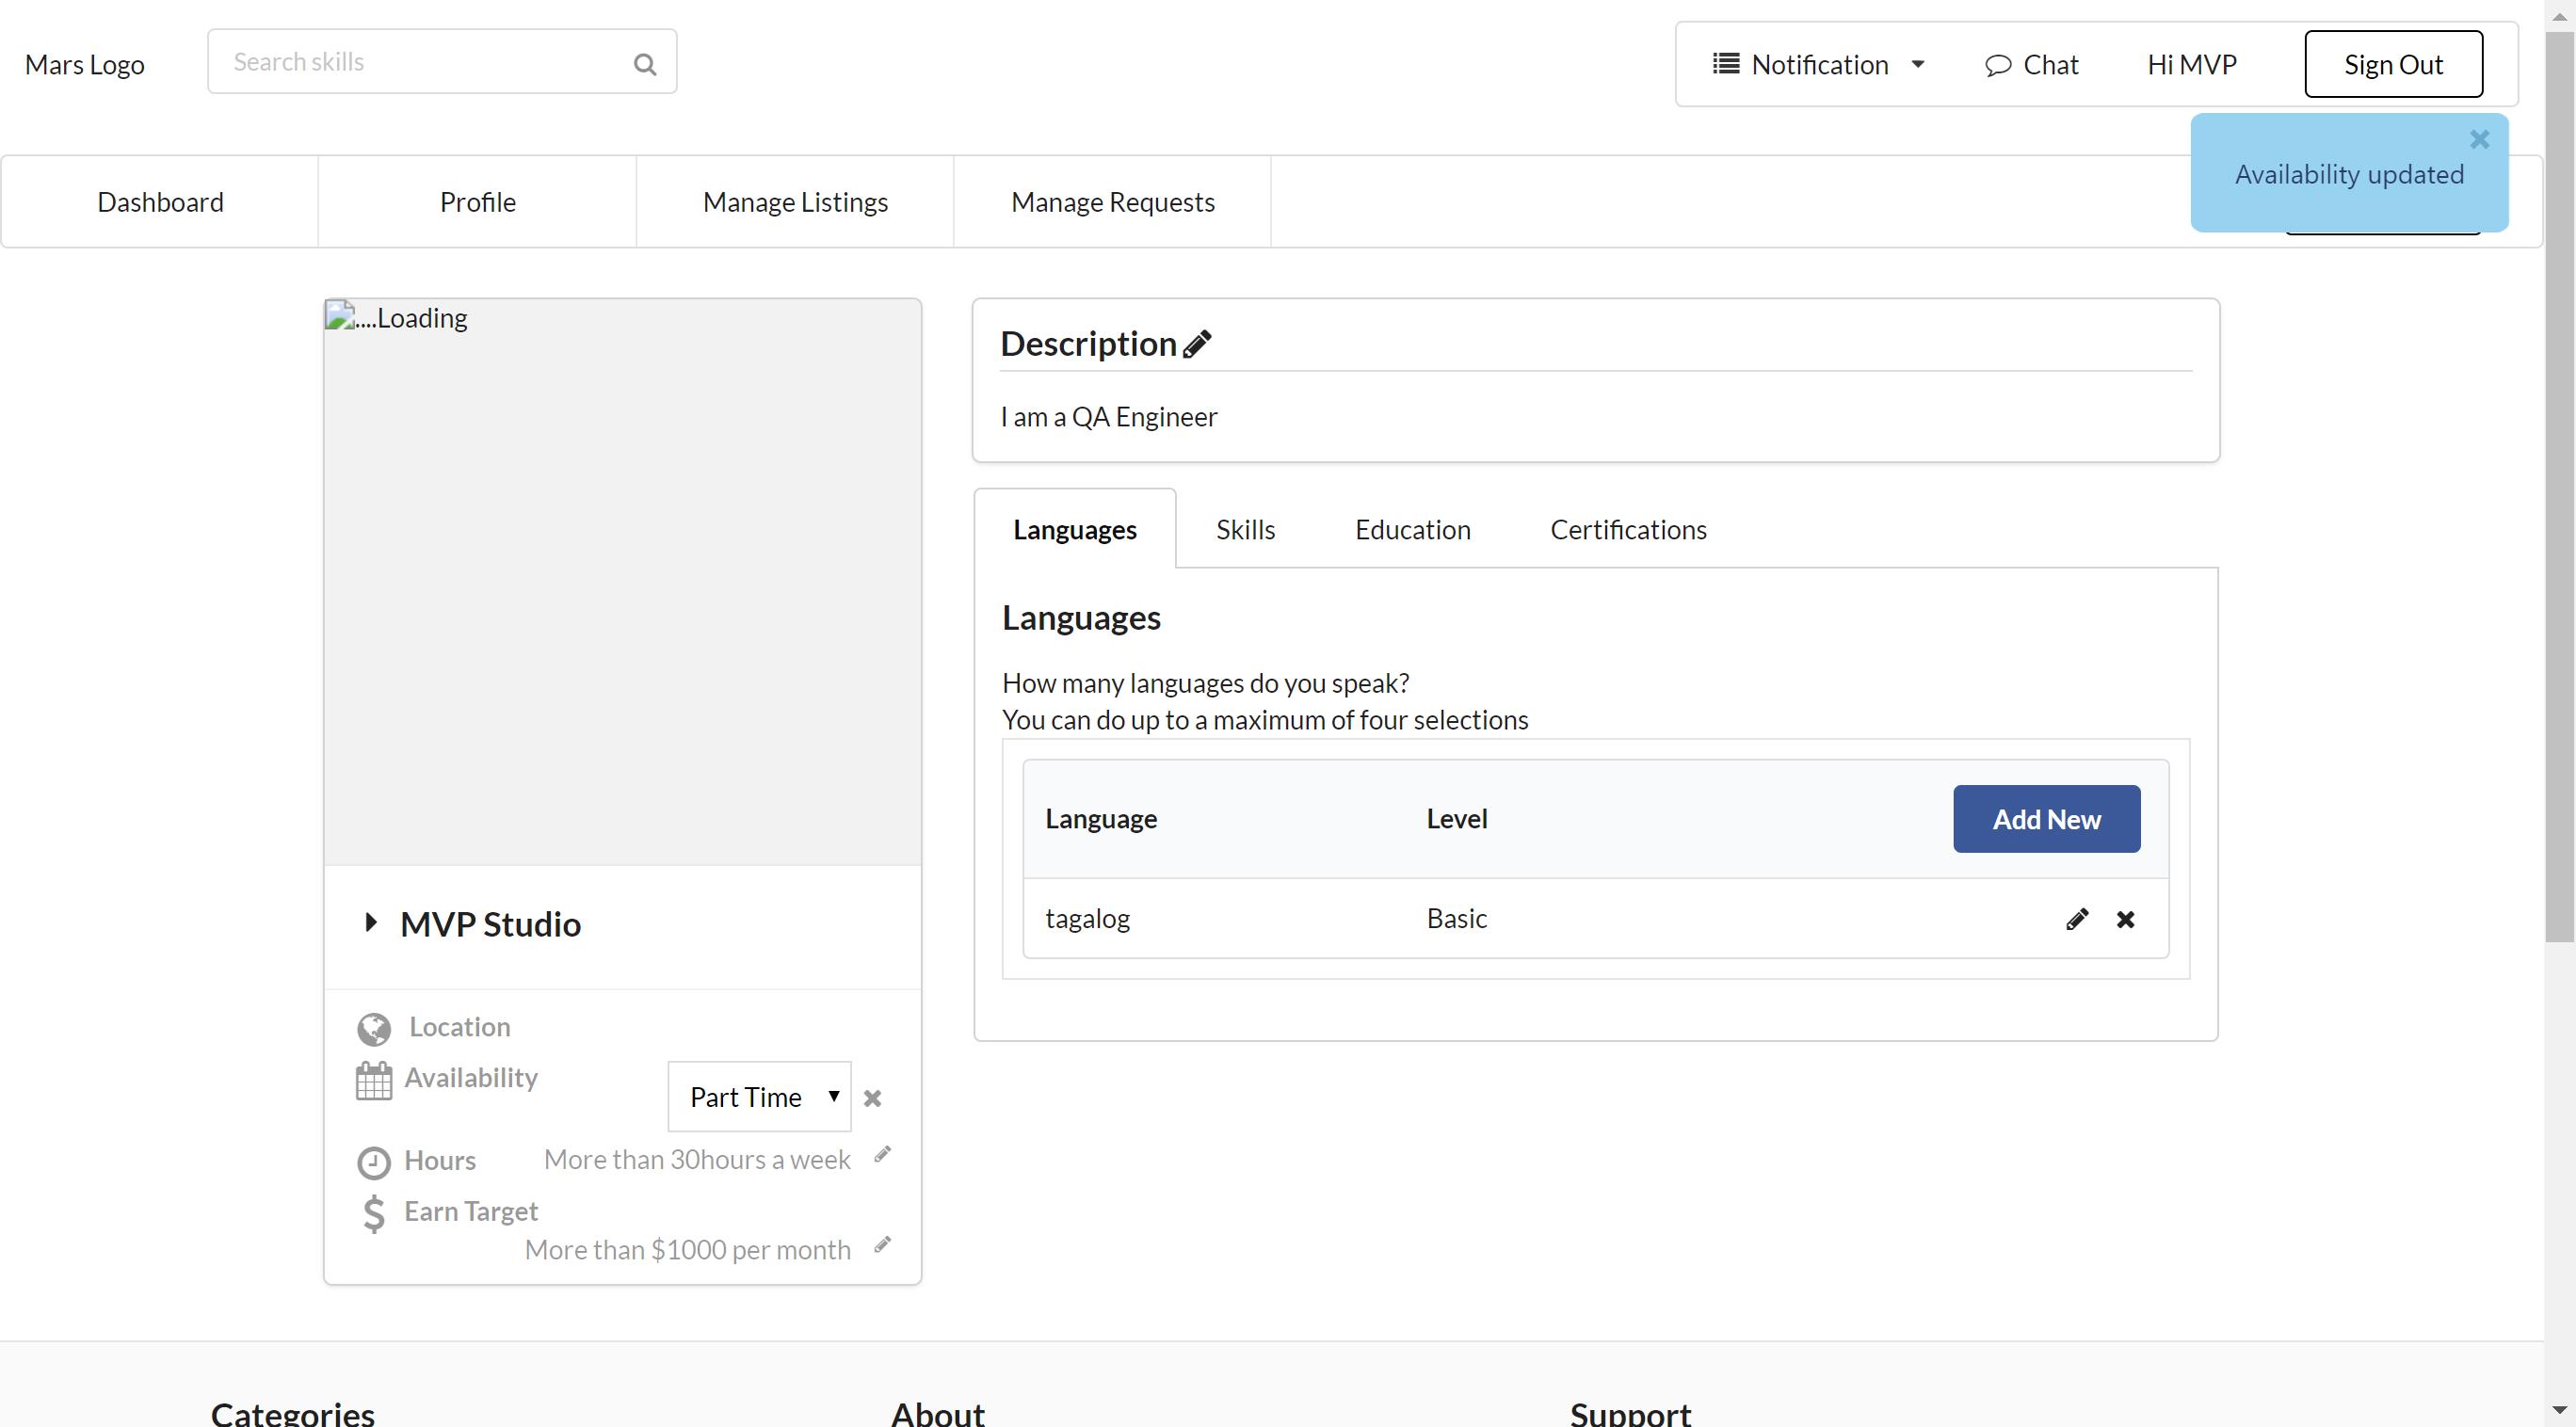 Mars Logo
Search skills
Notification
Chat
Hi MVP
Sign Out
Availability updated
Dashboard
Profile
Manage Listings
Manage Requests
....Loading
MVP Studio
Location
Availability
Part Time
Hours
More than 30hours a week
Earn Target
More than $1000 per month
Description
I am a QA Engineer
Languages
Skills
Education
Certifications
Languages
How many languages do you speak?
You can do up to a maximum of four selections
Language
Level
Add New
tagalog
Basic
Categories
About
Support